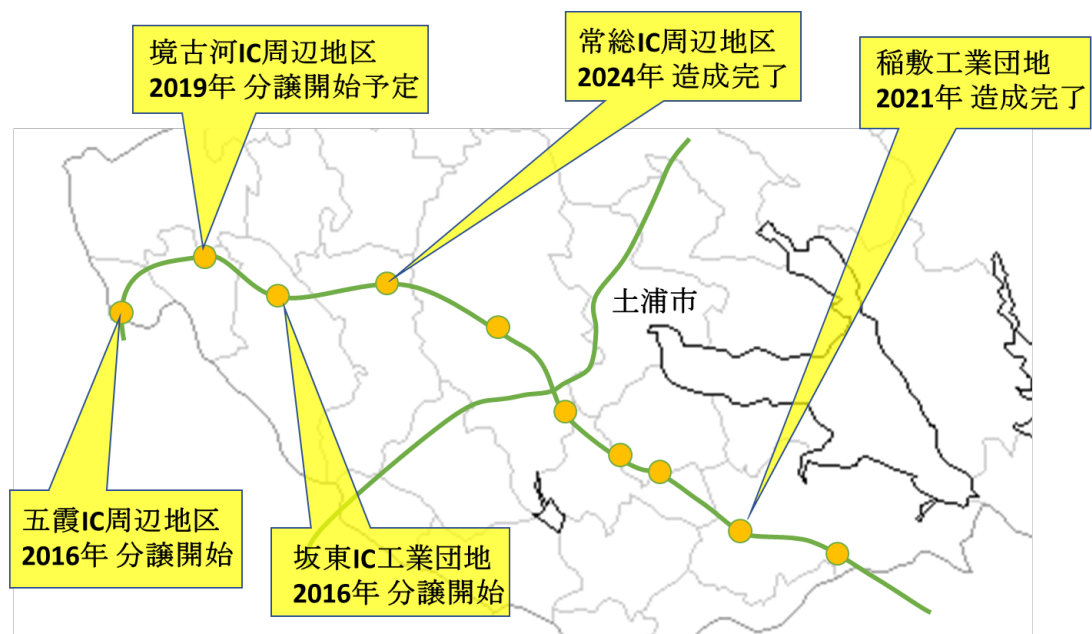 境古河IC周辺地区
2019年 分譲開始予定
常総IC周辺地区
2024年 造成完了
稲敷工業団地
2021年 造成完了
土浦市
五霞IC周辺地区
2016年 分譲開始
坂東IC工業団地
2016年 分譲開始